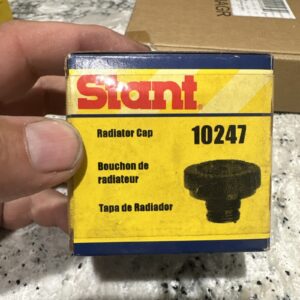 Stant
Radiator Cap
10247
Bouchon de
radiateur
Tapa de Radiador